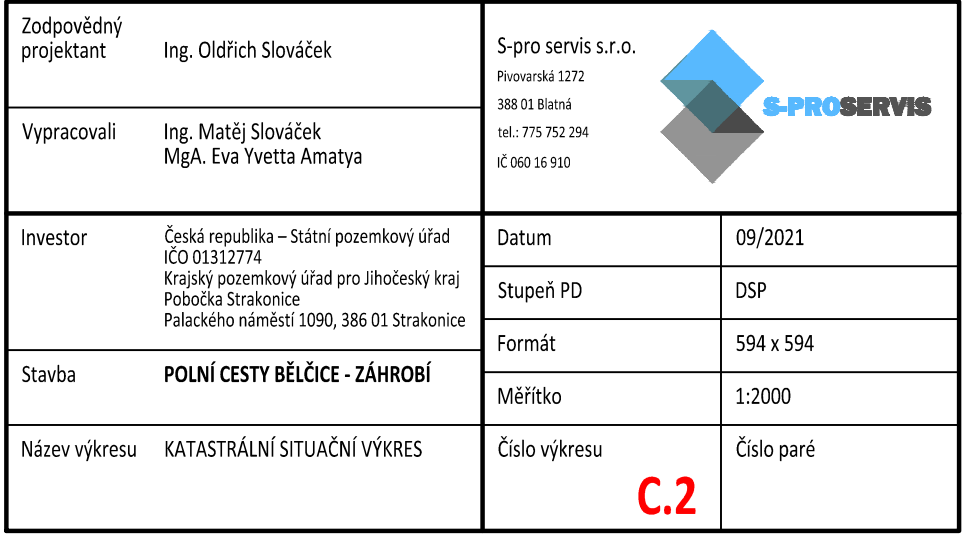 Zodpovědný
projektant
Ing. Oldřich Slováček
Vypracovali
Ing. Matěj Slováček
MgA. Eva Yvetta Amatya
S-pro servis s.r.o.
Pivovarská 1272
388 01 Blatná
tel.: 775 752 294
IČ 060 16 910
S-PROSERVIS
Investor
Česká republika – Státní pozemkový úřad
IČO 01312774
Krajský pozemkový úřad pro Jihočeský kraj
Pobočka Strakonice
Palackého náměstí 1090, 386 01 Strakonice
Stavba
POLNÍ CESTY BĚLČICE - ZÁHROBÍ
Název výkresu
KATASTRÁLNÍ SITUAČNÍ VÝKRES
Datum
09/2021
Stupeň PD
DSP
Formát
594 x 594
Měřítko
1:2000
Číslo výkresu
C.2
Číslo paré